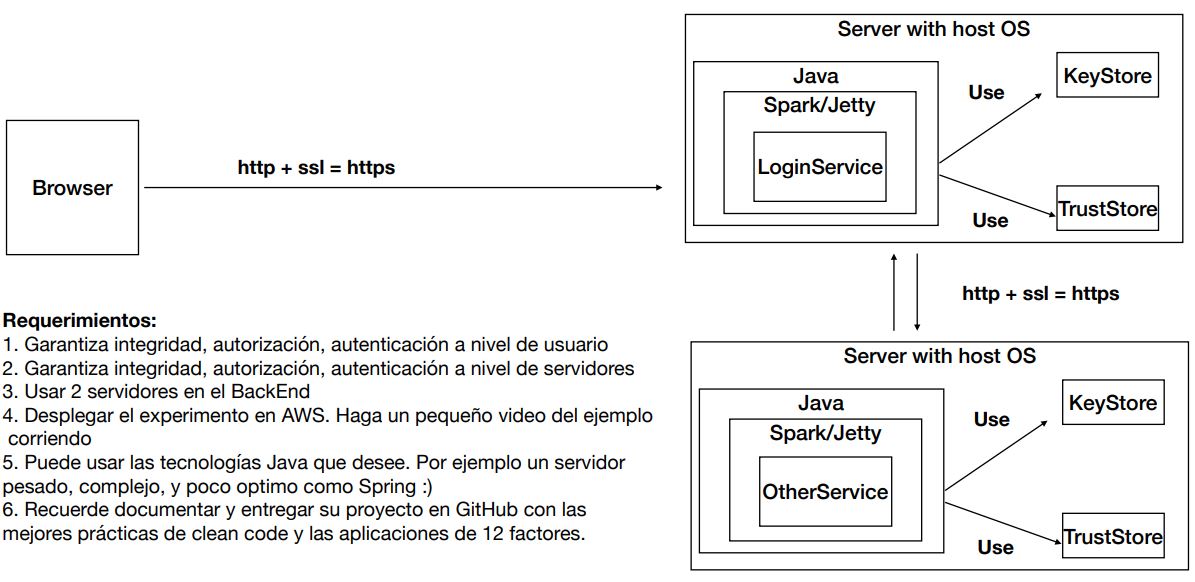 Server with host OS
Java
KeyStore
Use
Spark/Jetty
http + ssl = https
LoginService
Browser
TrustStore
Use
http + ssl = https
Requerimientos:
1. Garantiza integridad, autorización, autenticación a nivel de usuario
2. Garantiza integridad, autorización, autenticación a nivel de servidores
3. Usar 2 servidores en el BackEnd
4. Desplegar el experimento en AWS. Haga un pequeño video del ejemplo
corriendo
5. Puede usar las tecnologías Java que desee. Por ejemplo un servidor
pesado, complejo, y poco optimo como Spring :)
6. Recuerde documentar y entregar su proyecto en GitHub con las
mejores prácticas de clean code y las aplicaciones de 12 factores.
Server with host OS
Java
KeyStore
Use
Spark/Jetty
OtherService
TrustStore
Use